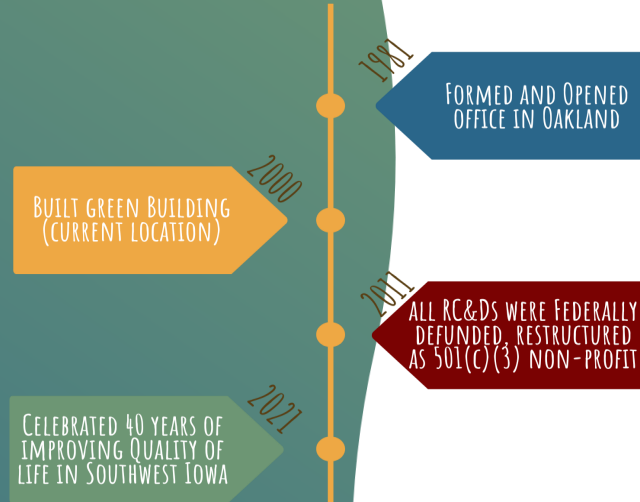 1981
Formed and Opened
office in Oakland
2000
Built green Building
(current location)
2011
all RC&Ds were Federally
defunded, restructured
as 501(c)(3) non-profit
2021
Celebrated 40 years of
improving Quality of
life in Southwest Iowa